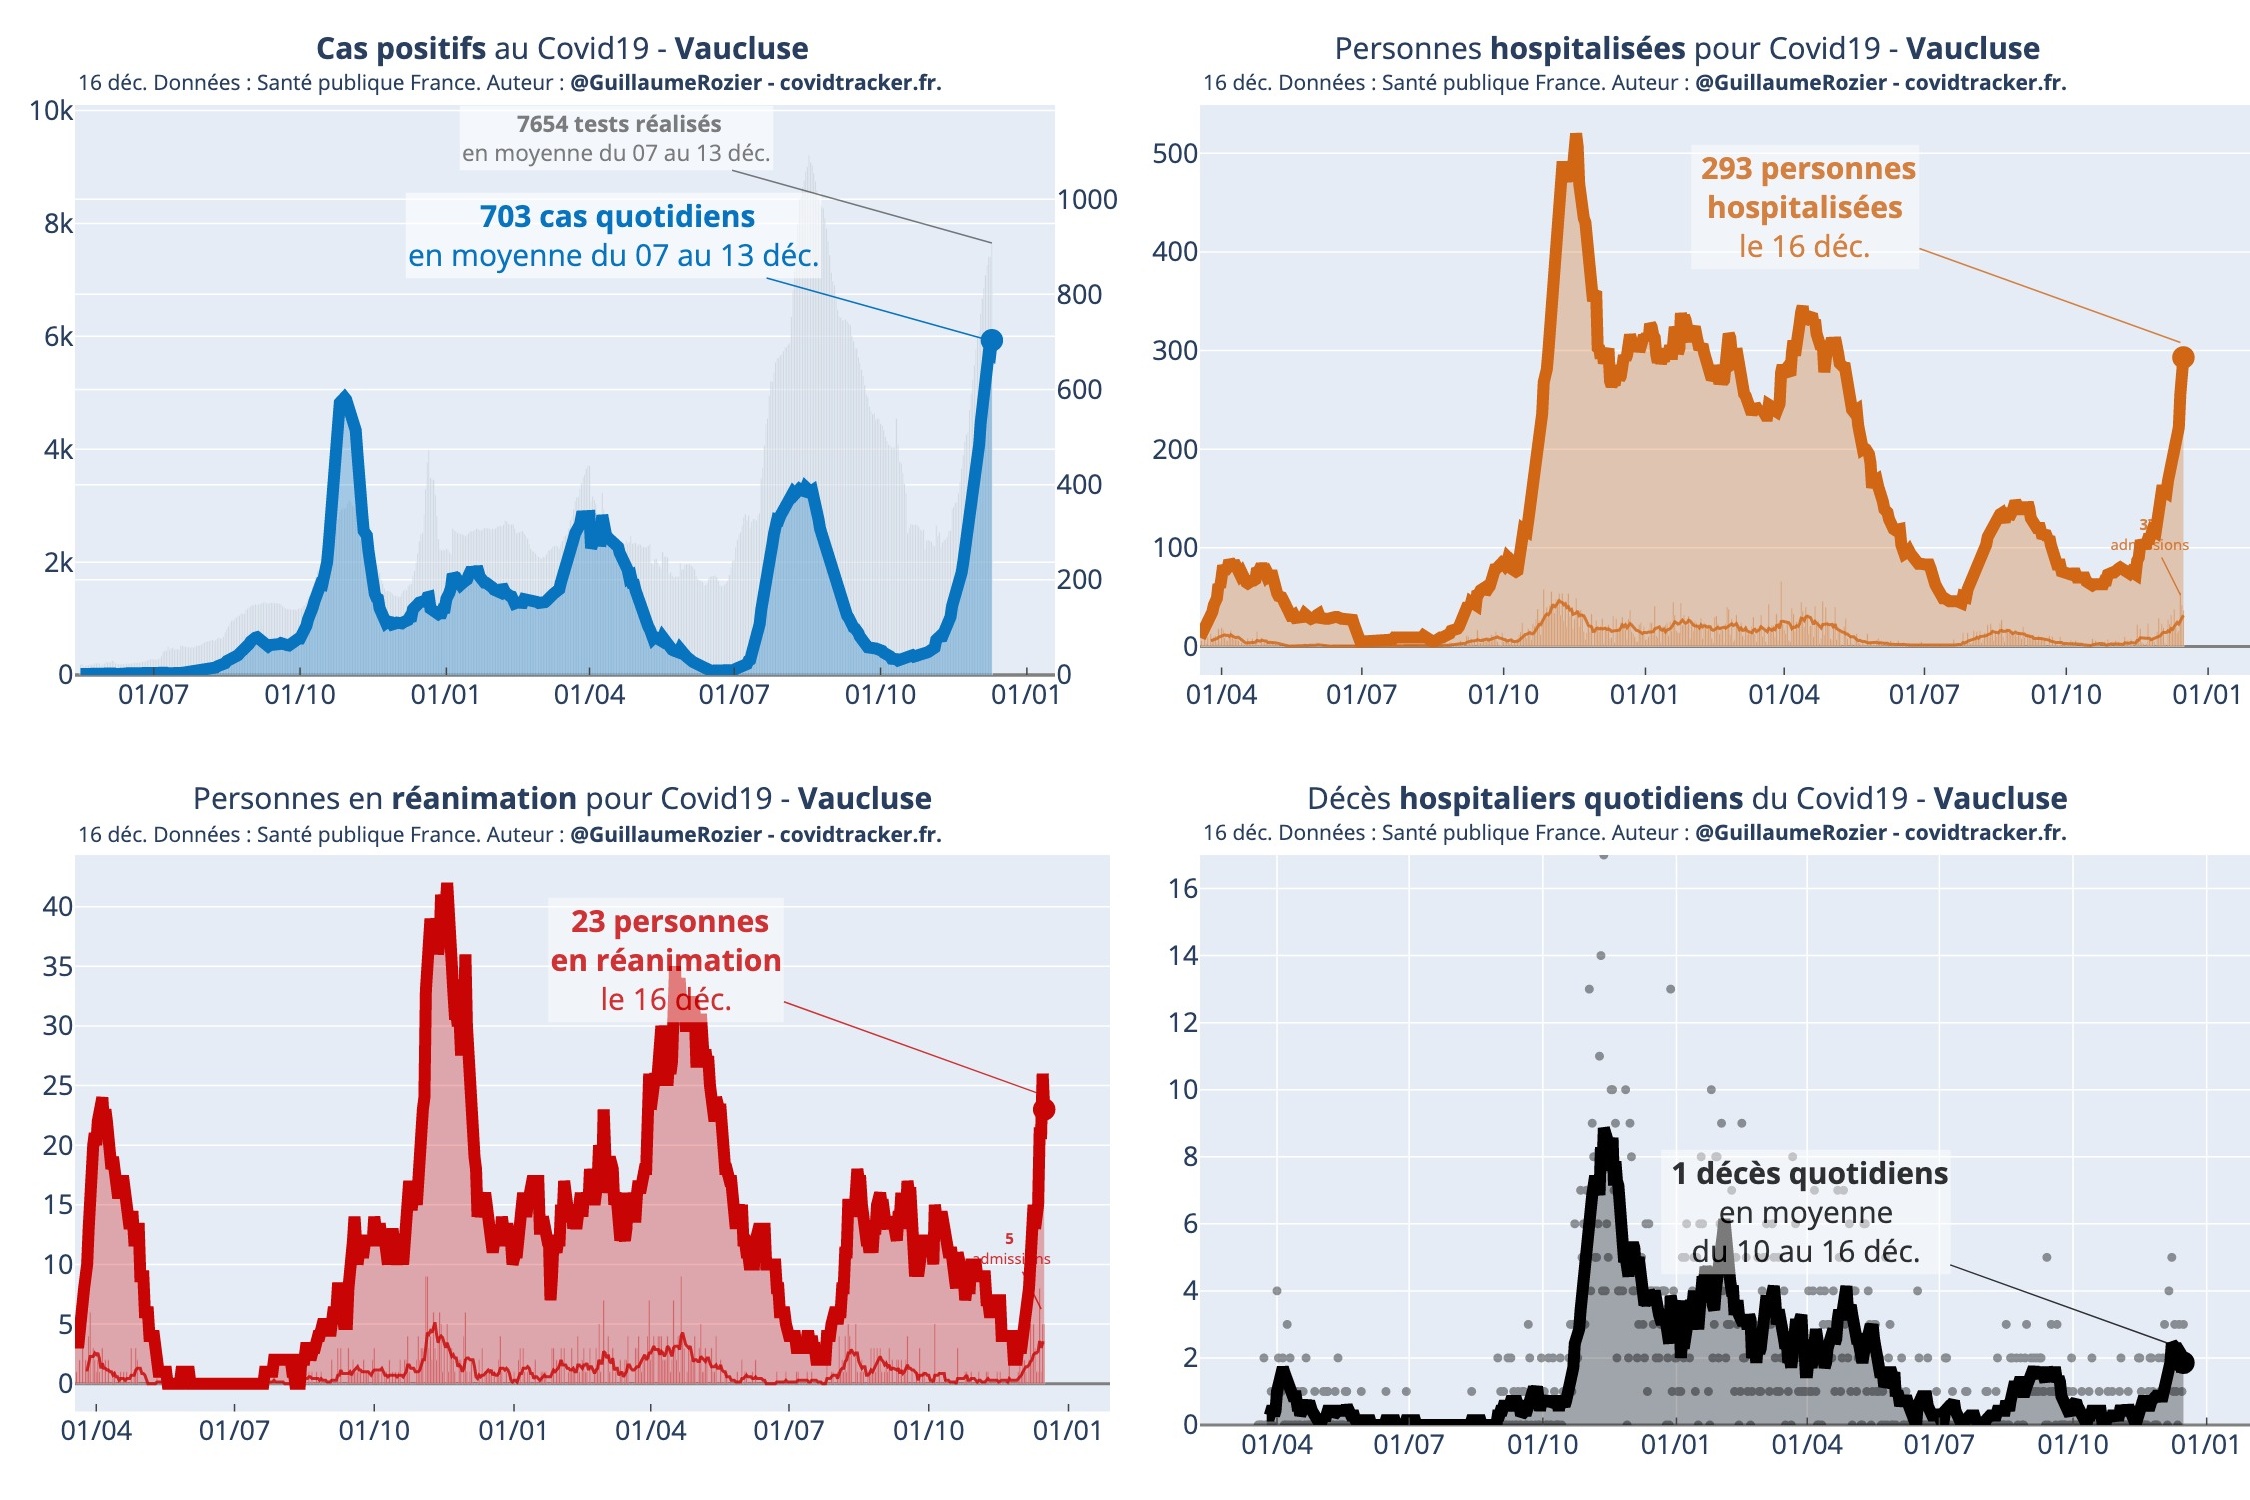 Cas positifs au Covid19 - Vaucluse
16 déc. Données : Santé publique France. Auteur : @GuillaumeRozier - covidtracker.fr.
10k
8k
6k
4k
2k
0
1000
800
600
400
200
0
7654 tests réalisés
en moyenne du 07 au 13 déc.
703 cas quotidiens
en moyenne du 07 au 13 déc.
01/07 01/10 01/01 01/04 01/07 01/10 01/01
Personnes hospitalisées pour Covid19 - Vaucluse
16 déc. Données : Santé publique France. Auteur : @GuillaumeRozier - covidtracker.fr.
500
400
300
200
100
0
293 personnes
hospitalisées
le 16 déc.
admissions
01/04 01/07 01/10 01/01 01/04 01/07 01/10 01/01
Personnes en réanimation pour Covid19 - Vaucluse
16 déc. Données : Santé publique France. Auteur : @GuillaumeRozier - covidtracker.fr.
40
35
30
25
20
15
10
5
0
23 personnes
en réanimation
le 16 déc.
5
admissions
01/04 01/07 01/10 01/01 01/04 01/07 01/10 01/01
Décès hospitaliers quotidiens du Covid19 - Vaucluse
16 déc. Données : Santé publique France. Auteur : @GuillaumeRozier - covidtracker.fr.
16
14
12
10
8
6
4
2
0
1 décès quotidiens
en moyenne
du 10 au 16 déc.
01/04 01/07 01/10 01/01 01/04 01/07 01/10 01/01